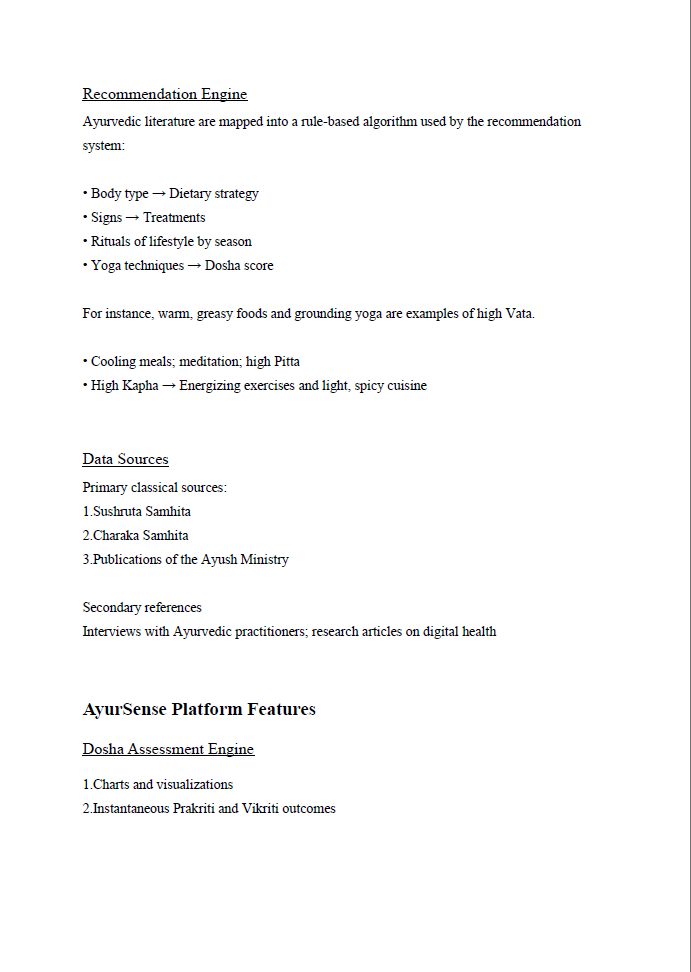 Recommendation Engine
Ayurvedic literature are mapped into a rule-based algorithm used by the recommendation
system:
• Body type → Dietary strategy
• Signs → Treatments
• Rituals of lifestyle by season
• Yoga techniques → Dosha score
For instance, warm, greasy foods and grounding yoga are examples of high Vata.
• Cooling meals; meditation; high Pitta
• High Kapha → Energizing exercises and light, spicy cuisine
Data Sources
Primary classical sources:
1.Sushruta Samhita
2.Charaka Samhita
3.Publications of the Ayush Ministry
Secondary references
Interviews with Ayurvedic practitioners; research articles on digital health
AyurSense Platform Features
Dosha Assessment Engine
1.Charts and visualizations
2.Instantaneous Prakriti and Vikriti outcomes